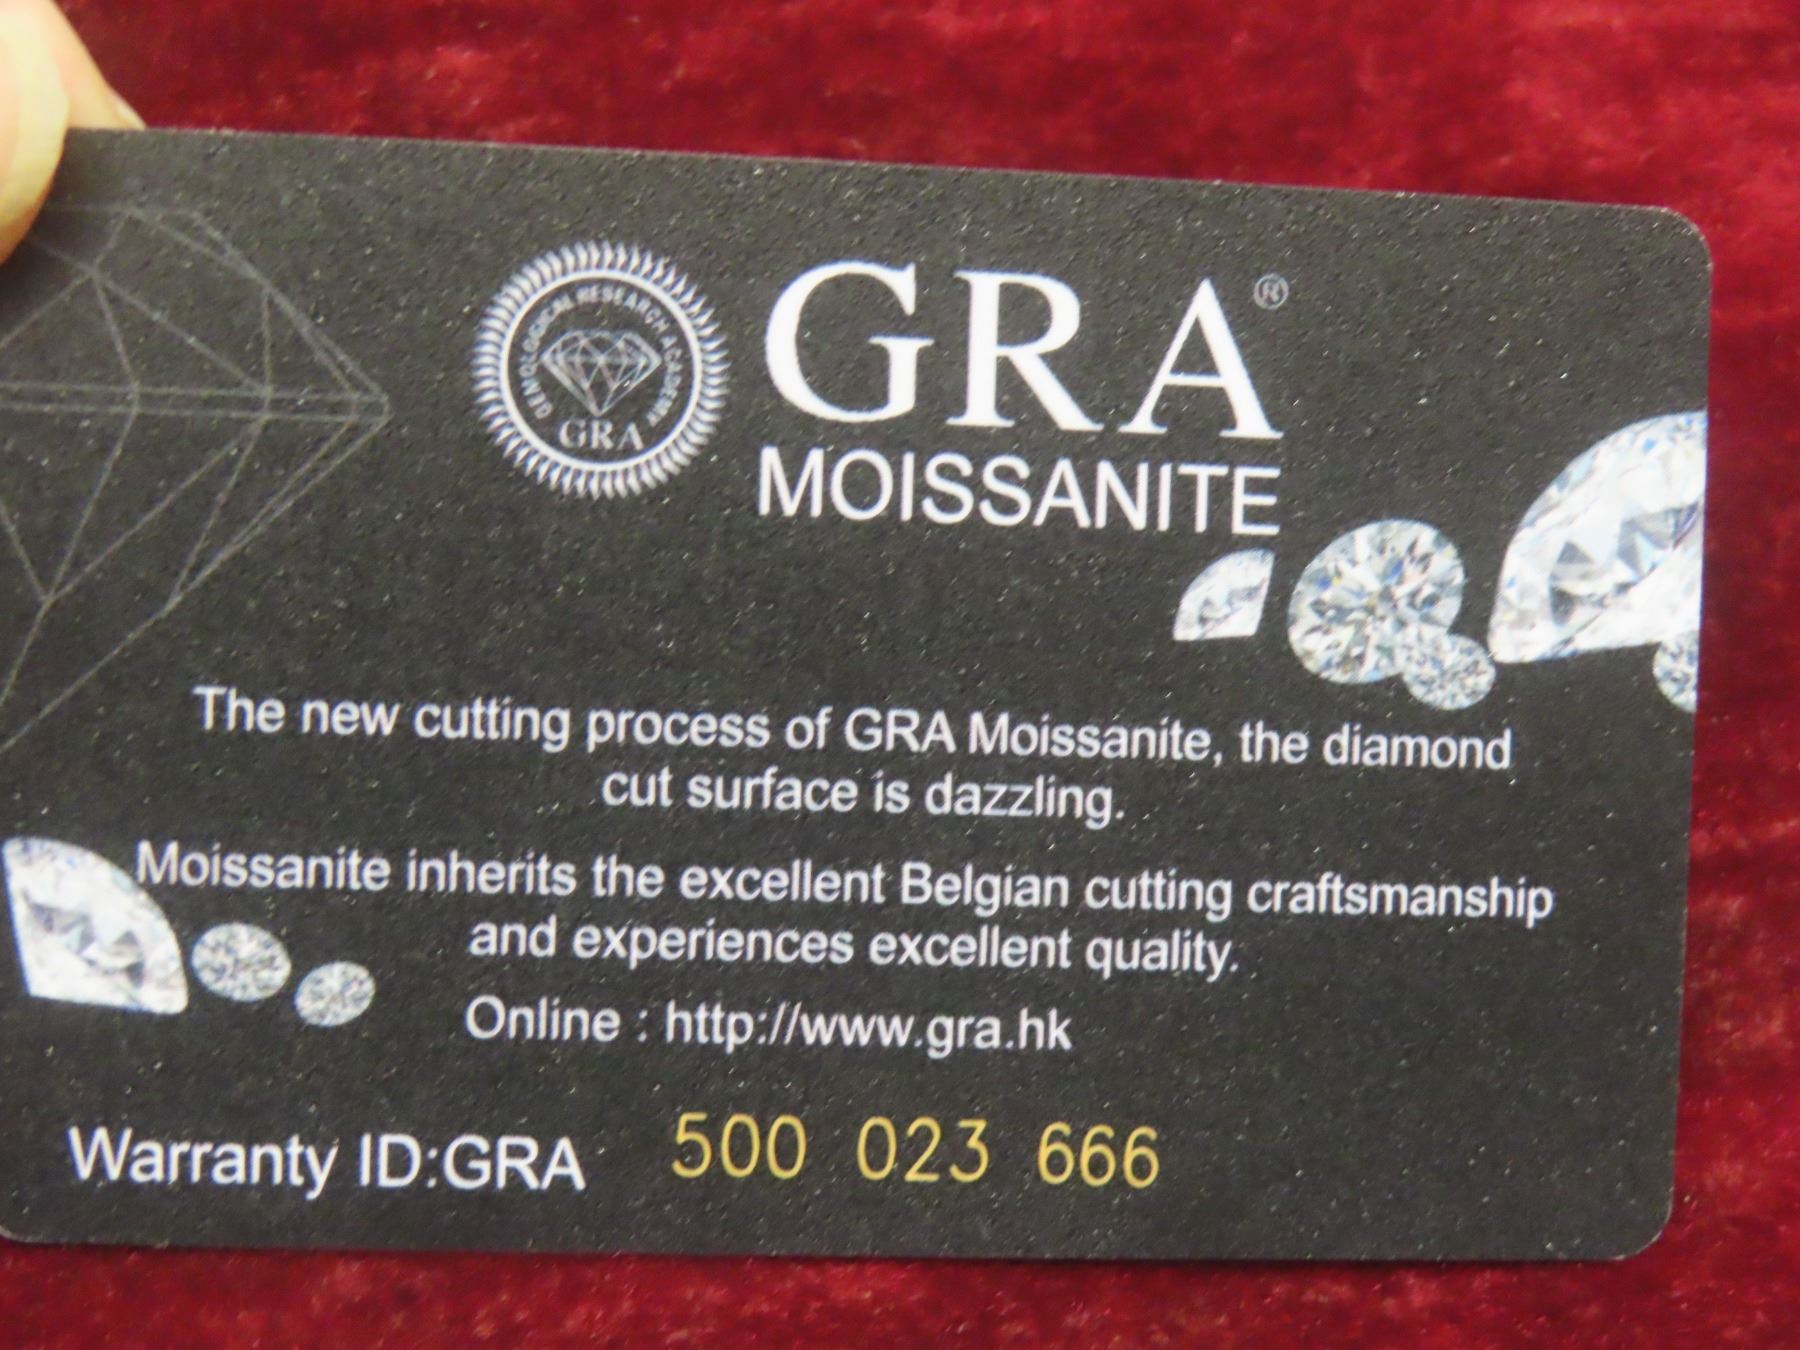 GEMOLOGICAL RESEARCH ACADEMY
GRA
GRA®
MOISSANITE
The new cutting process of GRA Moissanite, the diamond
cut surface is dazzling.
Moissanite inherits the excellent Belgian cutting craftsmanship
and experiences excellent quality.
Online : http://www.gra.hk
Warranty ID:GRA 500 023 666